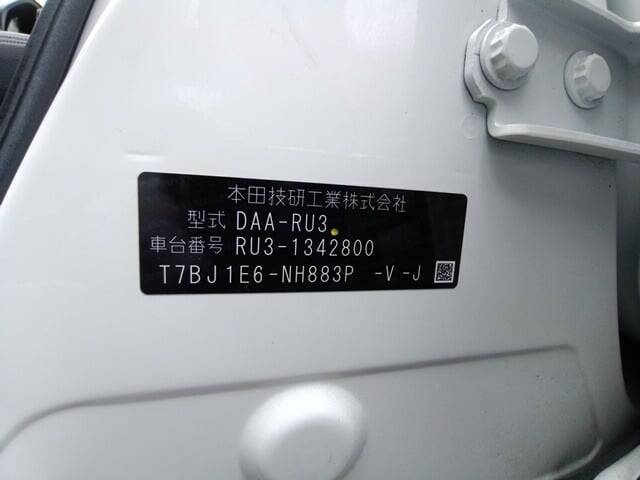 本田技研工業株式会社
型式 DAA-RU3
車台番号 RU3-1342800
T7BJ1E6-NH883P -V-J